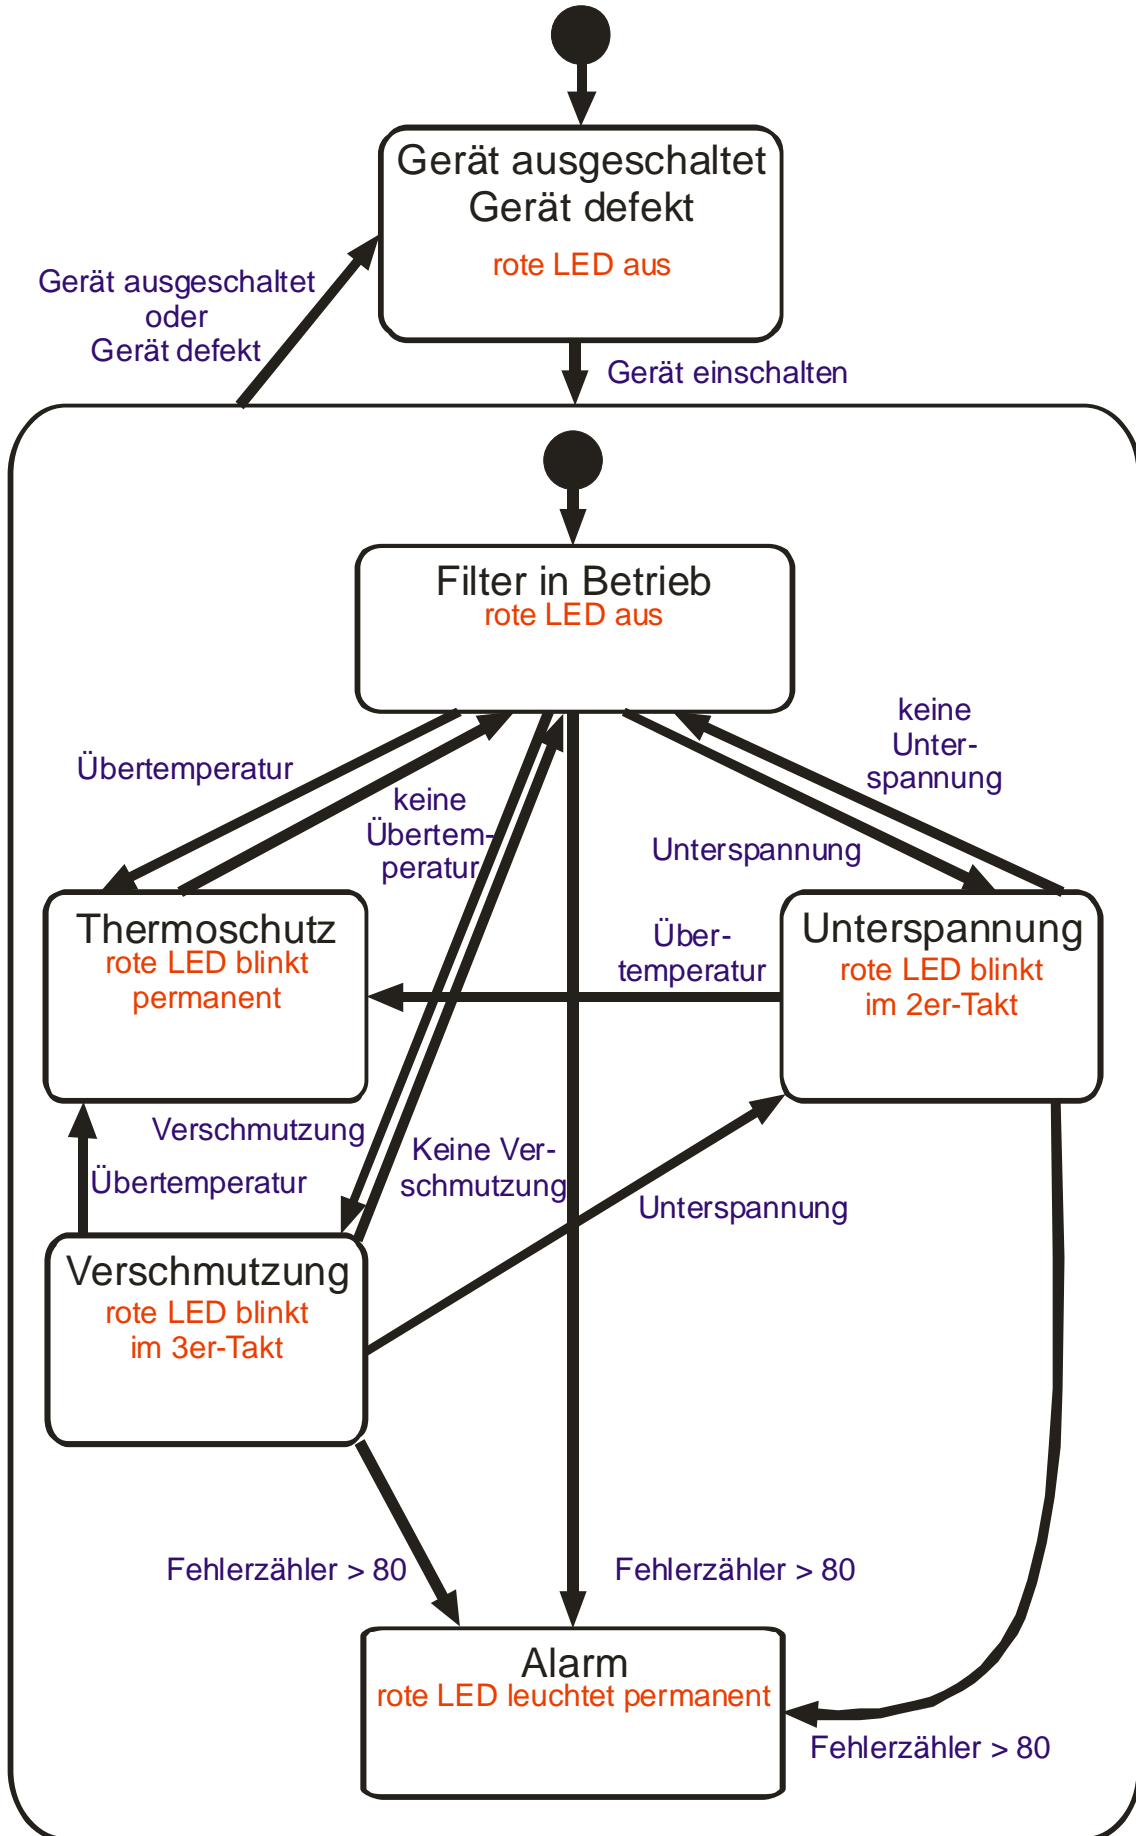 Gerät ausgeschaltet
Gerät defekt
rote LED aus
Gerät ausgeschaltet
oder
Gerät defekt
Gerät einschalten
Filter in Betrieb
rote LED aus
Übertemperatur
keine
Übertem-
peratur
keine
Unter-
spannung
Unterspannung
Thermoschutz
rote LED blinkt
permanent
Über-
temperatur
Unterspannung
rote LED blinkt
im 2er-Takt
Verschmutzung
Übertemperatur
Keine Ver-
schmutzung
Unterspannung
Verschmutzung
rote LED blinkt
im 3er-Takt
Fehlerzähler > 80
Fehlerzähler > 80
Alarm
rote LED leuchtet permanent
Fehlerzähler > 80